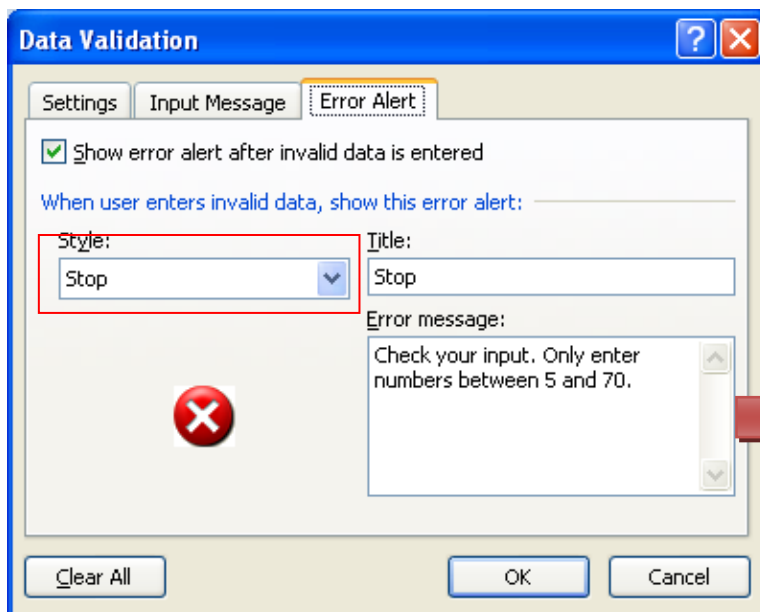 Data Validation
?
Settings Input Message Error Alert
Show error alert after invalid data is entered
When user enters invalid data, show this error alert:
Style: Title:
Stop Stop
Error message:
Check your input. Only enter
numbers between 5 and 70.
Clear All OK Cancel